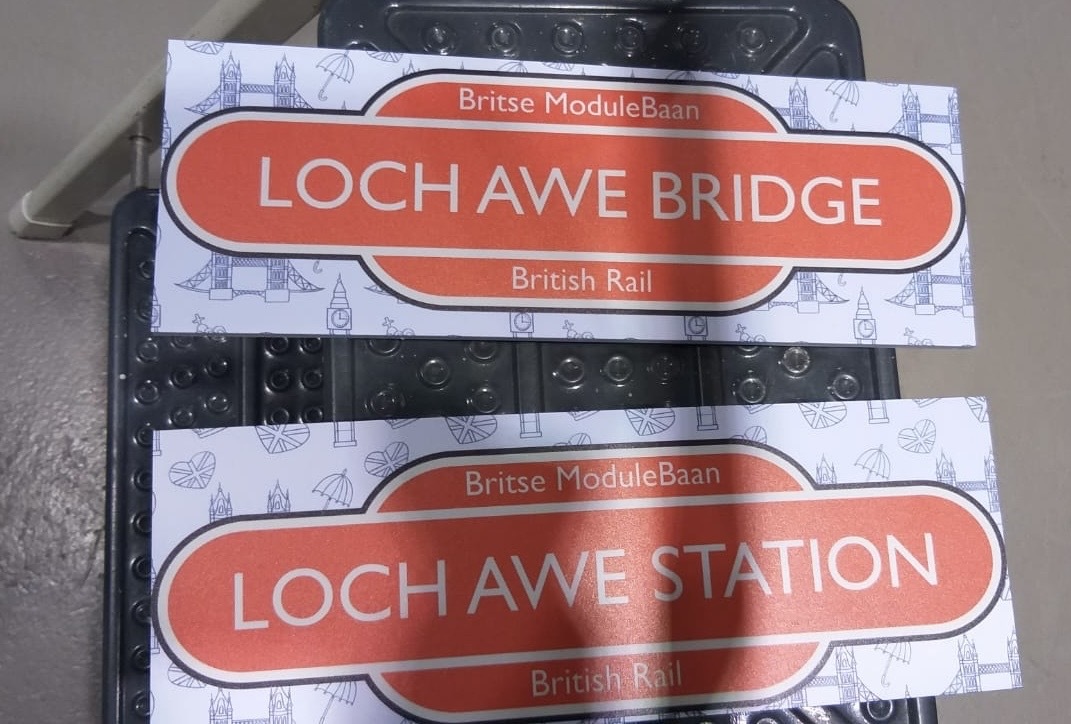 Britse ModuleBaan
LOCH AWE BRIDGE
British Rail
Britse ModuleBaan
LOCH AWE STATION
British Rail